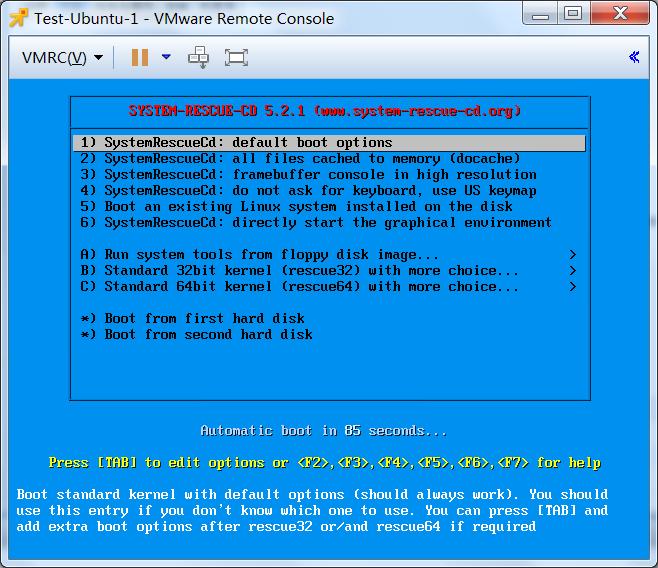 Test-Ubuntu-1 - VMware Remote Console
VMRC(V)
SYSTEM-RESCUE-CD 5.2.1 (www.system-rescue-cd.org)
1) SystemRescueCd: default boot options
2) SystemRescueCd: all files cached to memory (docache)
3) SystemRescueCd: framebuffer console in high resolution
4) SystemRescueCd: do not ask for keyboard, use US keymap
5) Boot an existing Linux system installed on the disk
6) SystemRescueCd: directly start the graphical environment
A) Run system tools from floppy disk image... >
B) Standard 32bit kernel (rescue32) with more choice... >
C) Standard 64bit kernel (rescue64) with more choice... >
*) Boot from first hard disk
*) Boot from second hard disk
Automatic boot in 85 seconds...
Press [TAB] to edit options or <F2>,<F3>,<F4>,<F5>,<F6>,<F7> for help
Boot standard kernel with default options (should always work). You should
use this entry if you don't know which one to use. You can press [TAB] and
add extra boot options after rescue32 or/and rescue64 if required